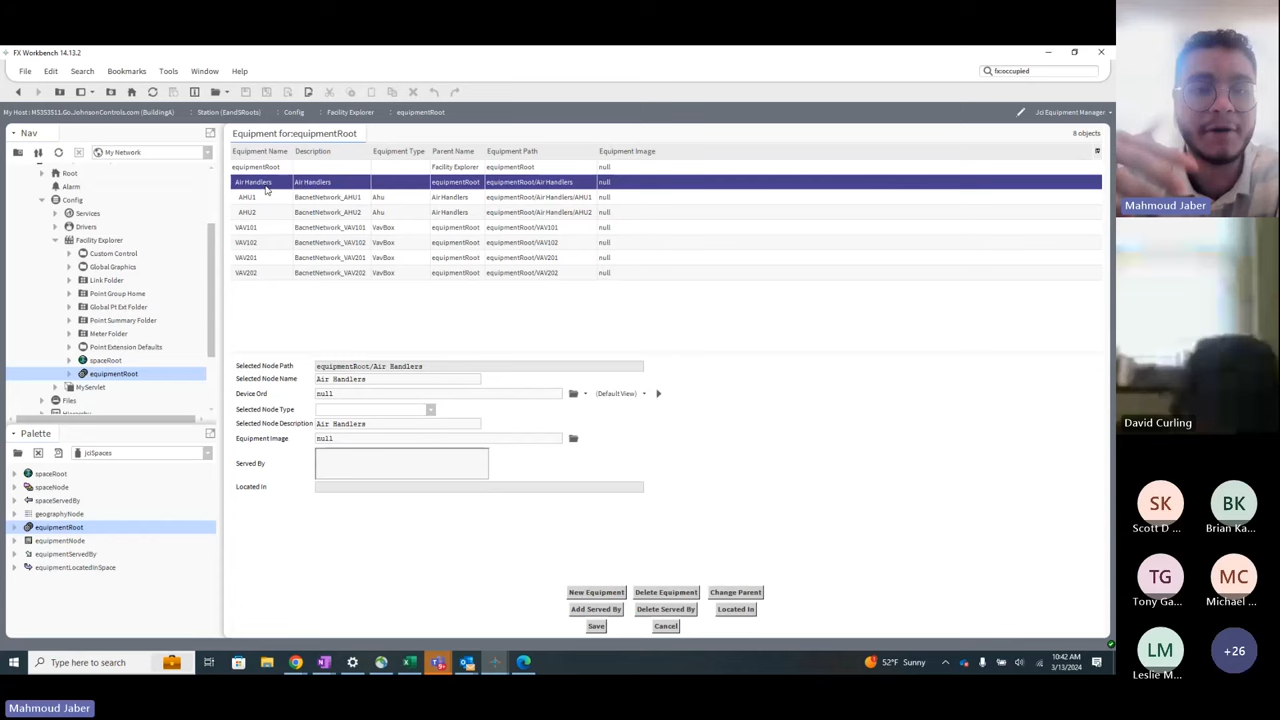 FX Workbench 14.13.2
File Edit Search Bookmarks Tools Window Help
fx:occupied
My Host : MS3S3511.Go.JohnsonControls.com (BuildingA) Station (EandSRoots) Config Facility Explorer equipmentRoot Jci Equipment Manager
Nav
My Network
Root
Alarm
Config
Services
Drivers
Facility Explorer
Custom Control
Global Graphics
Link Folder
Point Group Home
Global Pt Ext Folder
Point Summary Folder
Meter Folder
Point Extension Defaults
spaceRoot
equipmentRoot
MyServlet
Files
Hierarchy
Palette
jciSpaces
spaceRoot
spaceNode
spaceServedBy
geographyNode
equipmentRoot
equipmentNode
equipmentServedBy
equipmentLocatedInSpace
Equipment for:equipmentRoot 8 objects
Equipment Name Description Equipment Type Parent Name Equipment Path Equipment Image
equipmentRoot Facility Explorer equipmentRoot null
Air Handlers Air Handlers equipmentRoot equipmentRoot/Air Handlers null
AHU1 BacnetNetwork_AHU1 Ahu Air Handlers equipmentRoot/Air Handlers/AHU1 null
AHU2 BacnetNetwork_AHU2 Ahu Air Handlers equipmentRoot/Air Handlers/AHU2 null
VAV101 BacnetNetwork_VAV101 VavBox equipmentRoot equipmentRoot/VAV101 null
VAV102 BacnetNetwork_VAV102 VavBox equipmentRoot equipmentRoot/VAV102 null
VAV201 BacnetNetwork_VAV201 VavBox equipmentRoot equipmentRoot/VAV201 null
VAV202 BacnetNetwork_VAV202 VavBox equipmentRoot equipmentRoot/VAV202 null
Selected Node Path equipmentRoot/Air Handlers
Selected Node Name Air Handlers
Device Ord null (Default View)
Selected Node Type
Selected Node Description Air Handlers
Equipment Image null
Served By
Located In
New Equipment Delete Equipment Change Parent
Add Served By Delete Served By Located In
Save Cancel
Type here to search
52°F Sunny
10:42 AM
3/13/2024
Mahmoud Jaber
Mahmoud Jaber
David Curling
SK BK
Scott D ... Brian Ka...
TG MC
Tony Ga... Michael ...
LM +26
Leslie M...